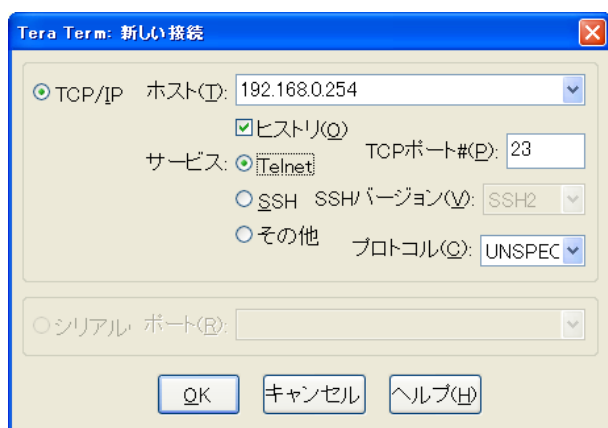 Tera Term: 新しい接続
TCP/IP ホスト(T): 192.168.0.254
ヒストリ(O)
サービス: Telnet TCPポート#(P): 23
SSH SSHバージョン(V): SSH2
その他 プロトコル(C): UNSPEC
シリアル ポート(R):
OK キャンセル ヘルプ(H)